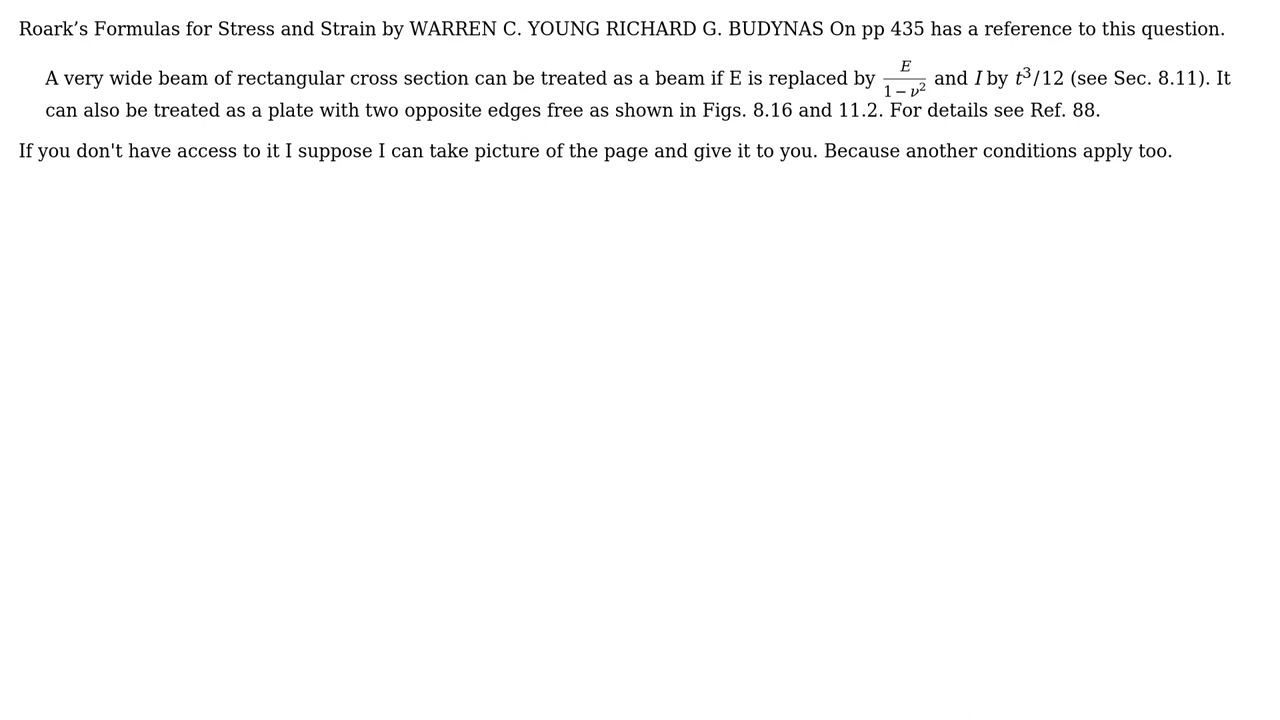 Roark’s Formulas for Stress and Strain by WARREN C. YOUNG RICHARD G. BUDYNAS On pp 435 has a reference to this question.
A very wide beam of rectangular cross section can be treated as a beam if E is replaced by $\frac{E}{1-\nu^2}$ and $I$ by $t^3/12$ (see Sec. 8.11). It
can also be treated as a plate with two opposite edges free as shown in Figs. 8.16 and 11.2. For details see Ref. 88.
If you don't have access to it I suppose I can take picture of the page and give it to you. Because another conditions apply too.